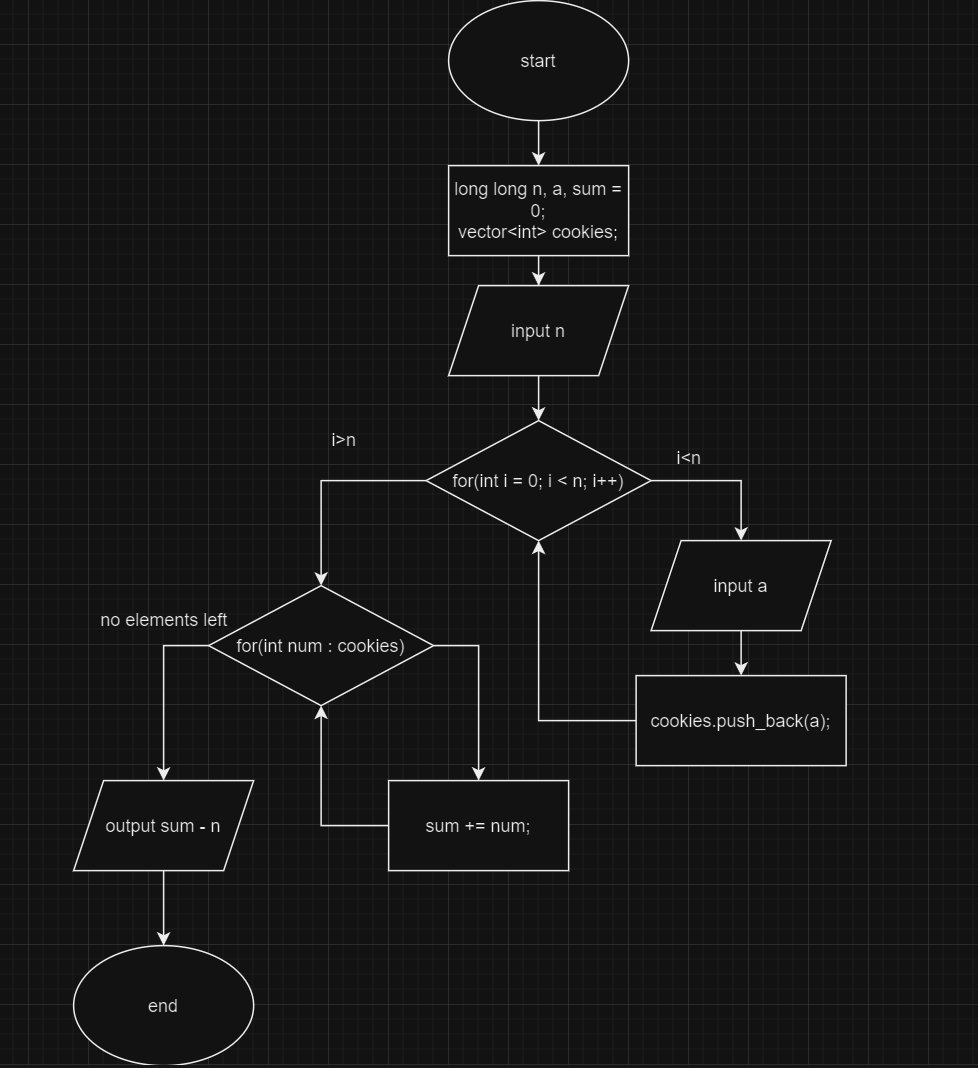 start
long long n, a, sum =
0;
vector<int> cookies;
input n
i>n
i<n
for(int i = 0; i < n; i++)
input a
no elements left
for(int num : cookies)
cookies.push_back(a);
output sum - n
sum += num;
end